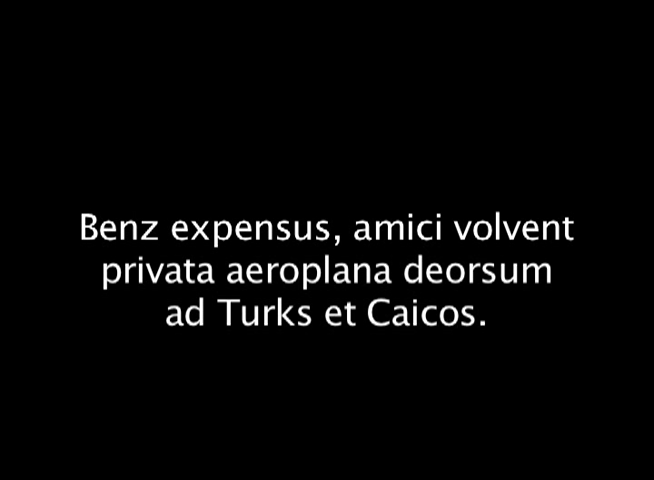 Benz expensus, amici volvent
privata aeroplana deorsum
ad Turks et Caicos.